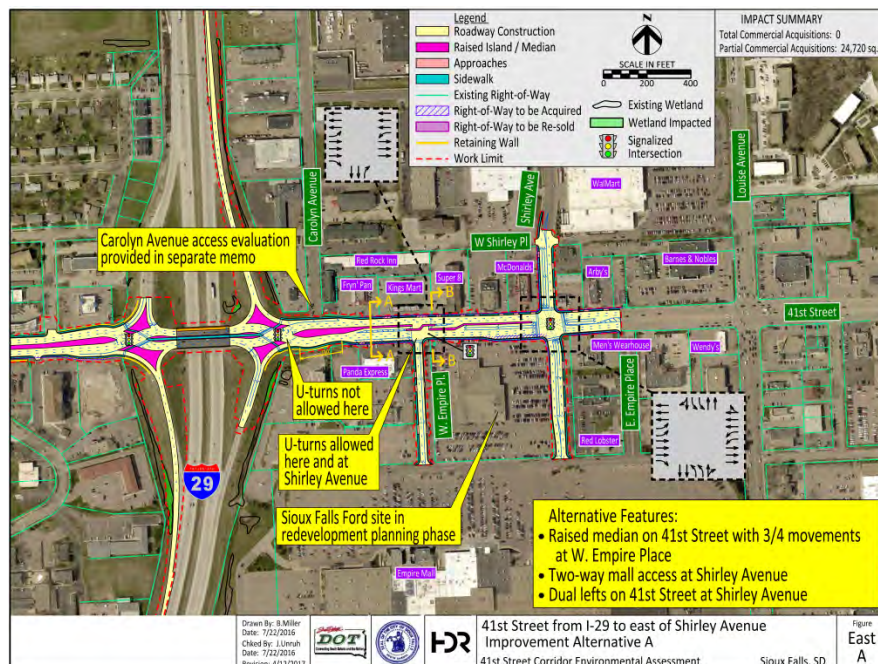 Legend
Roadway Construction
Raised Island / Median
Approaches
Sidewalk
Existing Right-of-Way
Right-of-Way to be Acquired
Right-of-Way to be Re-sold
Retaining Wall
Work Limit
N
SCALE IN FEET
0 200 400
Existing Wetland
Wetland Impacted
Signalized
Intersection
IMPACT SUMMARY
Total Commercial Acquisitions: 0
Partial Commercial Acquisitions: 24,720 sq.
Carolyn Avenue
Shirley Ave
Louise Avenue
WalMart
W Shirley Pl
Carolyn Avenue access evaluation
provided in separate memo
Red Rock Inn
Fryn' Pan
Kings Mart
Super 8
McDonalds
Arby's
Barnes & Nobles
41st Street
A
B
A
B
Panda Express
Men's Wearhouse
Wendy's
W. Empire Pl.
E. Empire Place
Red Lobster
U-turns not
allowed here
U-turns allowed
here and at
Shirley Avenue
INTERSTATE
29
Sioux Falls Ford site in
redevelopment planning phase
Empire Mall
Alternative Features:
• Raised median on 41st Street with 3/4 movements
at W. Empire Place
• Two-way mall access at Shirley Avenue
• Dual lefts on 41st Street at Shirley Avenue
Drawn By: B.Miller
Date: 7/22/2016
Chked By: J.Unruh
Date: 7/22/2016
Revision: 4/12/2017
DOT
HDR
41st Street from I-29 to east of Shirley Avenue
Improvement Alternative A
41st Street Corridor Environmental Assessment
Sioux Falls, SD
Figure
East
A